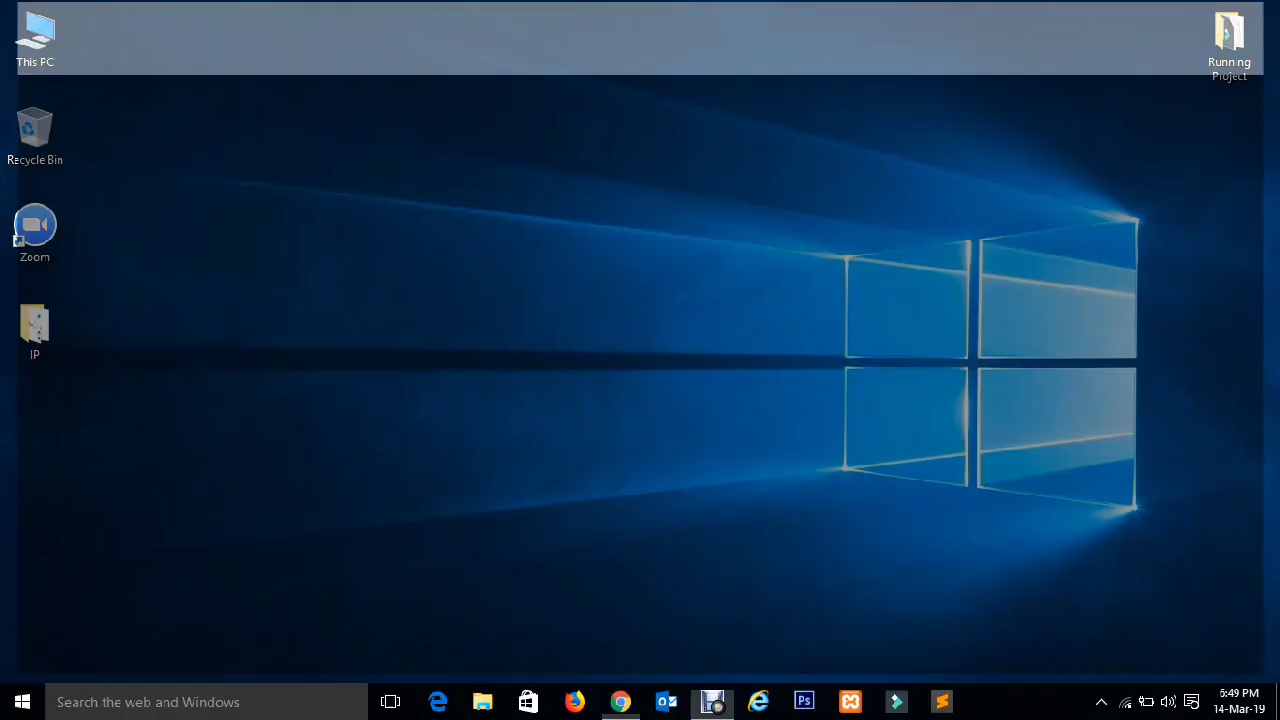 This PC
Running
Project
Recycle Bin
Zoom
IP
Search the web and Windows
Ps
6:49 PM
14-Mar-19